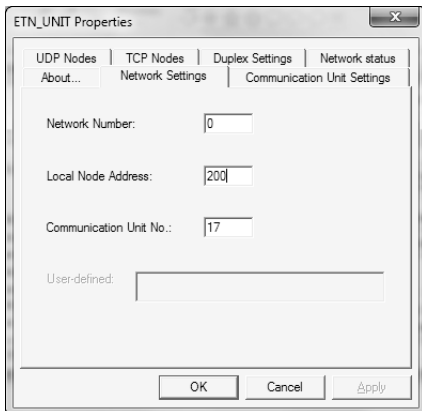 ETN_UNIT Properties
UDP Nodes TCP Nodes Duplex Settings Network status
About... Network Settings Communication Unit Settings
Network Number: 0
Local Node Address: 200
Communication Unit No.: 17
User-defined:
OK Cancel Apply